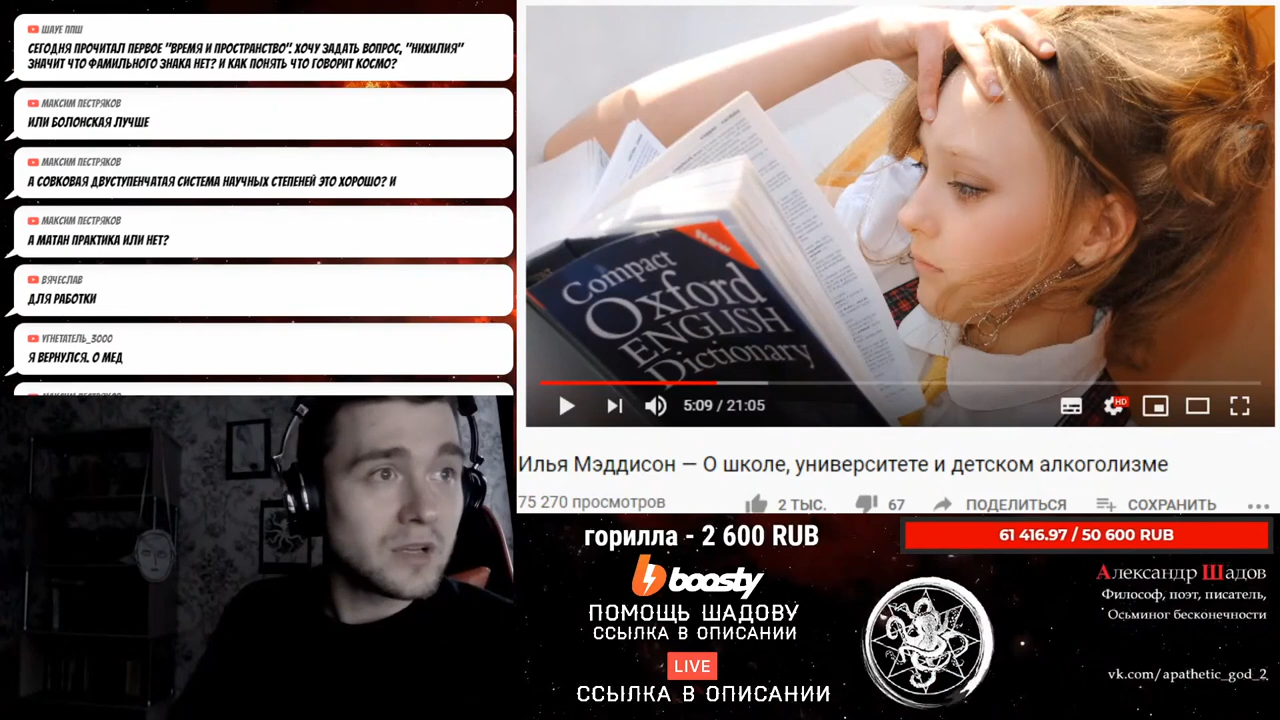 ШАУЕ ППШ
СЕГОДНЯ ПРОЧИТАЛ ПЕРВОЕ "ВРЕМЯ И ПРОСТРАНСТВО". ХОЧУ ЗАДАТЬ ВОПРОС, "НИХИЛИЯ"
ЗНАЧИТ ЧТО ФАМИЛЬНОГО ЗНАКА НЕТ? И КАК ПОНЯТЬ ЧТО ГОВОРИТ КОСМО?
МАКСИМ ПЕСТРЯКОВ
ИЛИ БОЛОНСКАЯ ЛУЧШЕ
МАКСИМ ПЕСТРЯКОВ
А СОВКОВАЯ ДВУСТУПЕНЧАТАЯ СИСТЕМА НАУЧНЫХ СТЕПЕНЕЙ ЭТО ХОРОШО? И
МАКСИМ ПЕСТРЯКОВ
А МАТАН ПРАКТИКА ИЛИ НЕТ?
ВЯЧЕСЛАВ
ДЛЯ РАБОТКИ
УГНЕТАТЕЛЬ_3000
Я ВЕРНУЛСЯ. О МЕД
New
Compact
Oxford
ENGLISH
Dictionary
5:09 / 21:05
HD
Илья Мэддисон — О школе, университете и детском алкоголизме
75 270 просмотров
2 ТЫС.
67
ПОДЕЛИТЬСЯ
СОХРАНИТЬ
горилла - 2 600 RUB
boosty
ПОМОЩЬ ШАДОВУ
ССЫЛКА В ОПИСАНИИ
LIVE
ССЫЛКА В ОПИСАНИИ
61 416.97 / 50 600 RUB
Александр Шадов
Философ, поэт, писатель,
Осьминог бесконечности
vk.com/apathetic_god_2